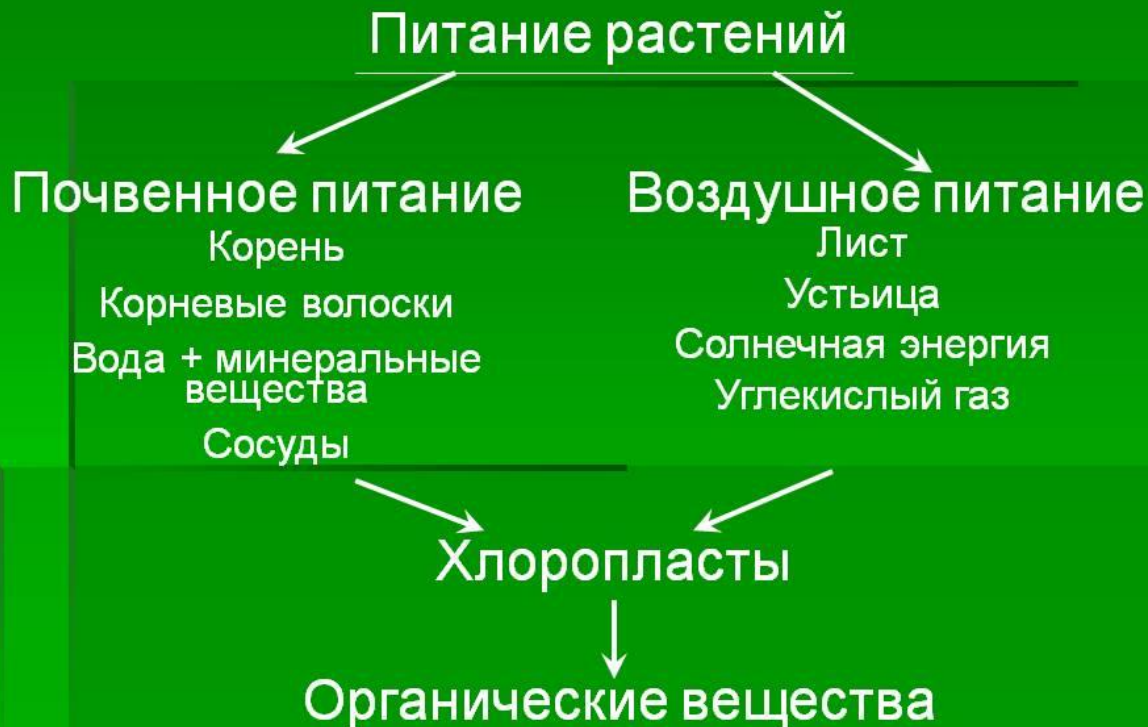 Питание растений
Почвенное питание
Корень
Корневые волоски
Вода + минеральные
вещества
Сосуды
Воздушное питание
Лист
Устьица
Солнечная энергия
Углекислый газ
Хлоропласты
Органические вещества